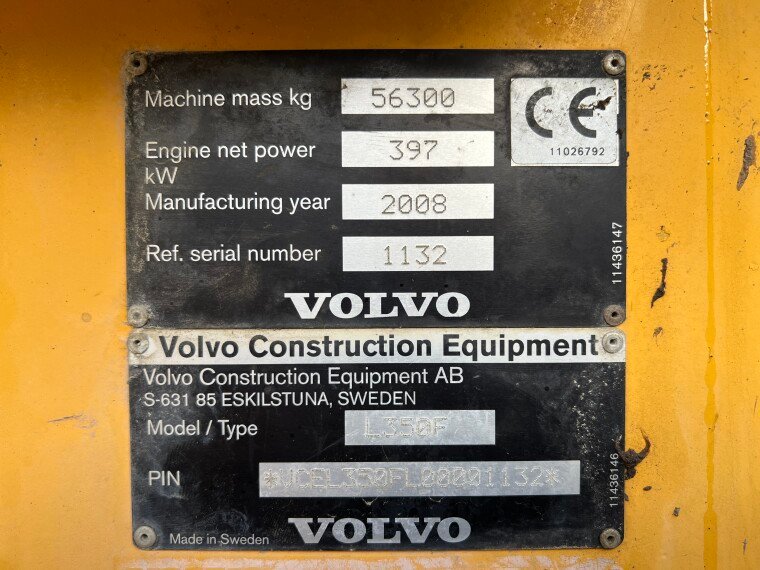 Machine mass kg 56300
CE
11026792
Engine net power 397
kW
Manufacturing year 2008
Ref. serial number 1132
11436147
VOLVO
Volvo Construction Equipment
Volvo Construction Equipment AB
S-631 85 ESKILSTUNA, SWEDEN
Model / Type L350F
PIN *VCEL350FL00001132*
11436146
Made in Sweden
VOLVO